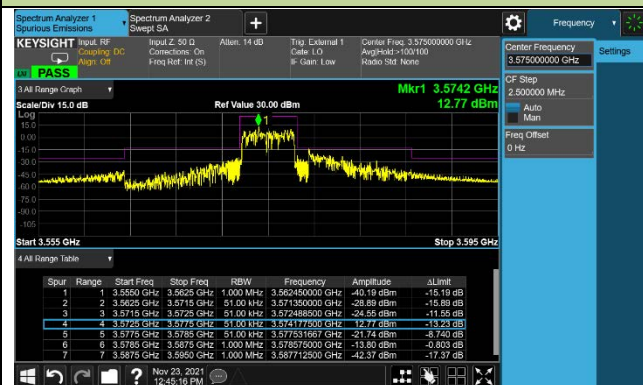 Spectrum Analyzer 1
Spurious Emissions
Spectrum Analyzer 2
Swept SA
+
Frequency
KEYSIGHT
Input: RF
Coupling: DC
Align: Off
Input Z: 50 Ω
Corrections: On
Freq Ref: Int (S)
Atten: 14 dB
Trig: External 1
Gate: LO
IF Gain: Low
Center Freq: 3.575000000 GHz
AvgHold:>100/100
Radio Std: None
PASS
Center Frequency
3.575000000 GHz
Settings
CF Step
2.500000 MHz
Auto
Man
Freq Offset
0 Hz
3 All Range Graph
Mkr1 3.5742 GHz
Scale/Div 15.0 dB
Ref Value 30.00 dBm
12.77 dBm
Log
15.0
0.00
-15.0
-30.0
-45.0
-60.0
-75.0
-90.0
-105
1
Start 3.555 GHz
Stop 3.595 GHz
4 All Range Table
Spur Range Start Freq Stop Freq RBW Frequency Amplitude ΔLimit
1 1 3.5550 GHz 3.5625 GHz 1.000 MHz 3.562450000 GHz -40.19 dBm -15.19 dB
2 2 3.5625 GHz 3.5715 GHz 51.00 kHz 3.571350000 GHz -28.89 dBm -15.89 dB
3 3 3.5715 GHz 3.5725 GHz 51.00 kHz 3.572488500 GHz -24.55 dBm -11.55 dB
4 4 3.5725 GHz 3.5775 GHz 51.00 kHz 3.574177500 GHz 12.77 dBm -13.23 dB
5 5 3.5775 GHz 3.5785 GHz 51.00 kHz 3.577531667 GHz -21.74 dBm -8.740 dB
6 6 3.5785 GHz 3.5875 GHz 1.000 MHz 3.578575000 GHz -13.80 dBm -0.803 dB
7 7 3.5875 GHz 3.5950 GHz 1.000 MHz 3.587712500 GHz -42.37 dBm -17.37 dB
Nov 23, 2021
12:45:16 PM